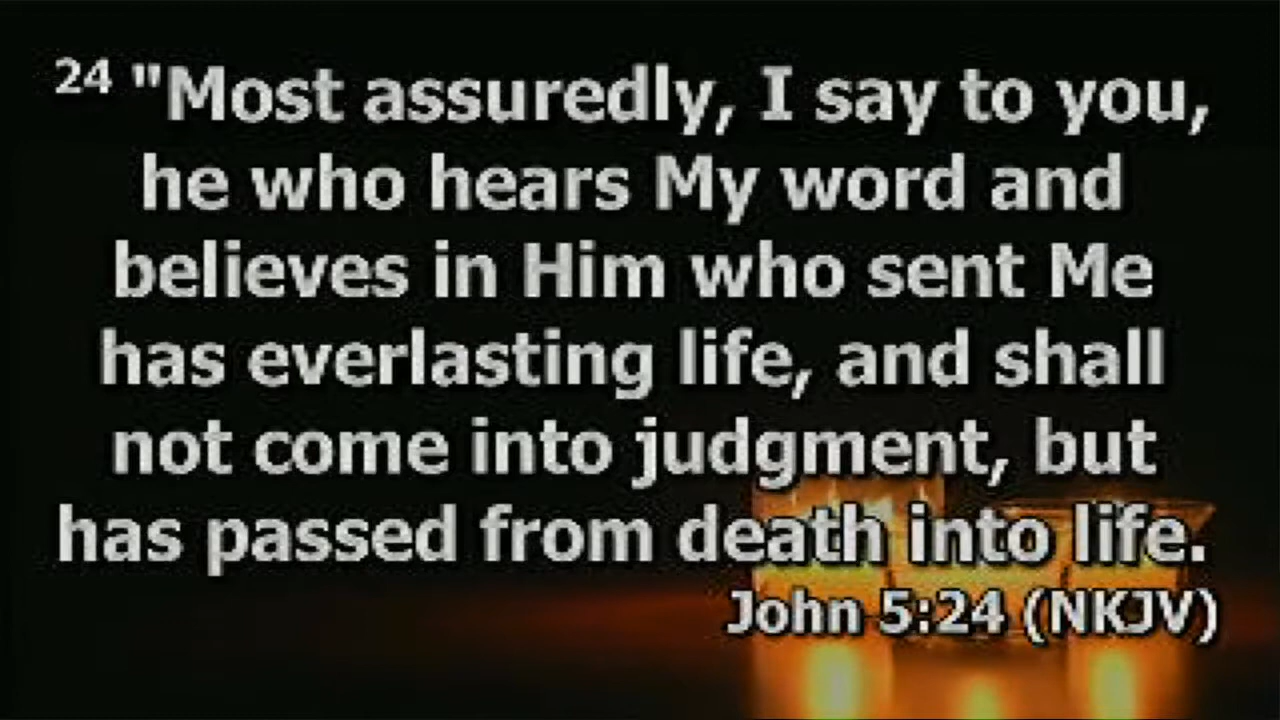 24 "Most assuredly, I say to you,
he who hears My word and
believes in Him who sent Me
has everlasting life, and shall
not come into judgment, but
has passed from death into life.
John 5:24 (NKJV)